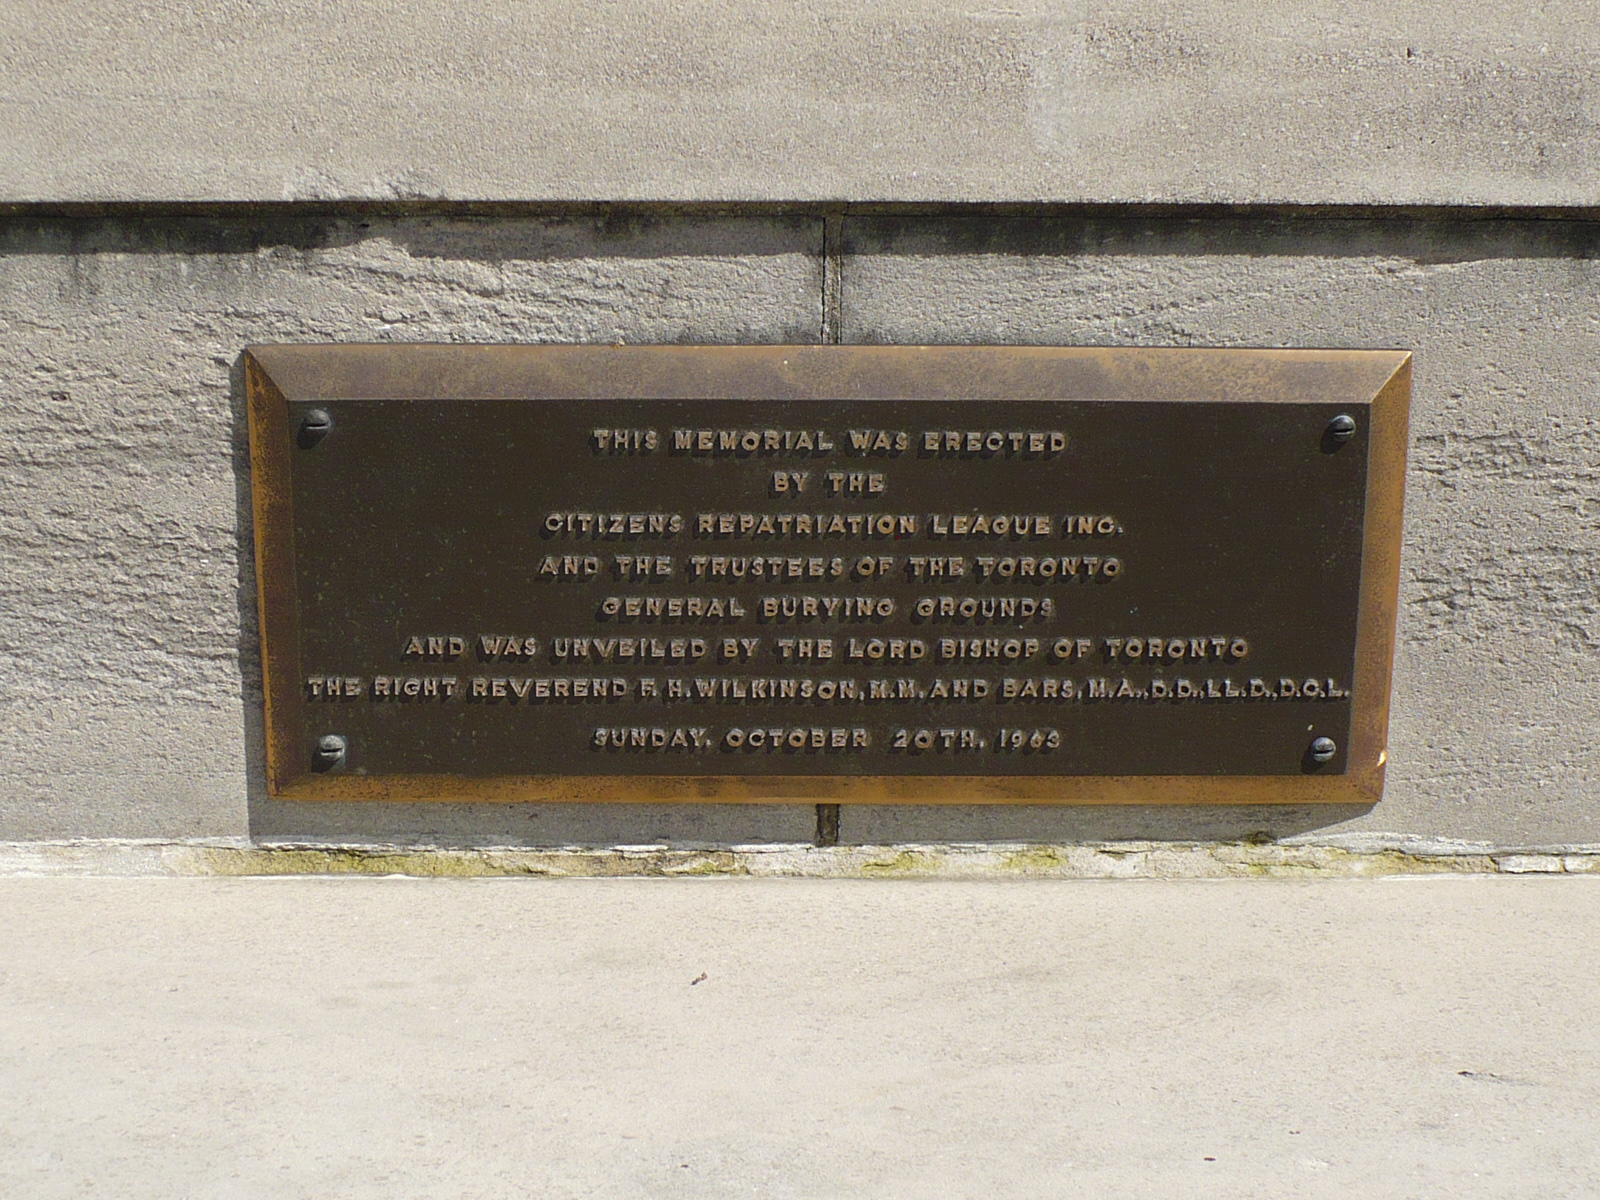 THIS MEMORIAL WAS ERECTED
BY THE
CITIZENS REPATRIATION LEAGUE INC.
AND THE TRUSTEES OF THE TORONTO
GENERAL BURYING GROUNDS
AND WAS UNVEILED BY THE LORD BISHOP OF TORONTO
THE RIGHT REVEREND F.H. WILKINSON, M.M. AND BARS, M.A., D.D., LL.D., D.C.L.
SUNDAY, OCTOBER 20TH, 1963